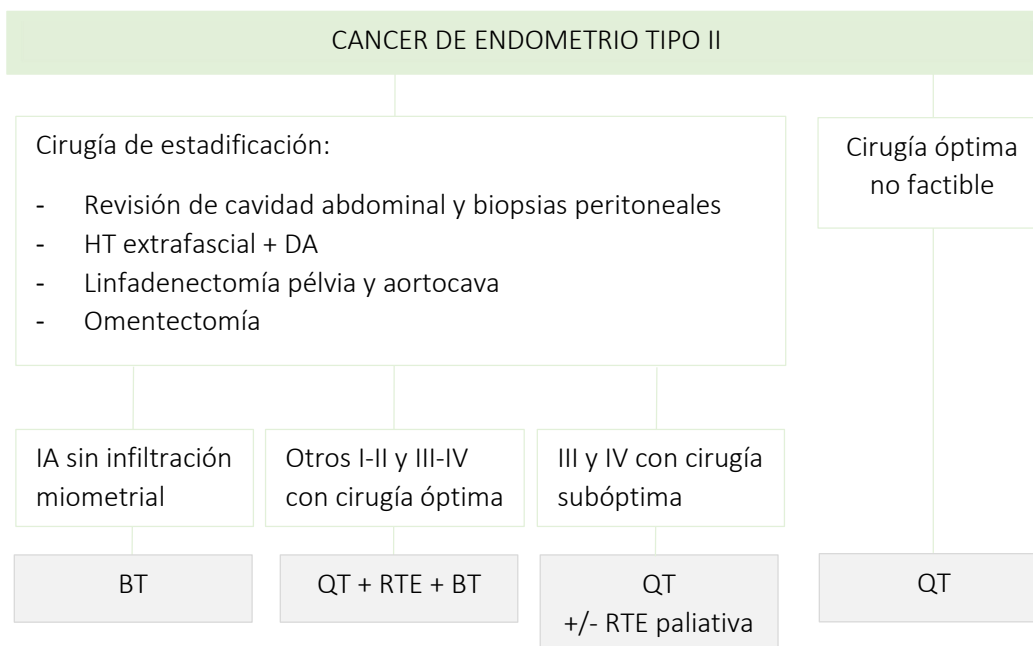 CANCER DE ENDOMETRIO TIPO II
Cirugía de estadificación:
- Revisión de cavidad abdominal y biopsias peritoneales
- HT extrafascial + DA
- Linfadenectomía pélvia y aortocava
- Omentectomía
Cirugía óptima
no factible
IA sin infiltración
miometrial
Otros I-II y III-IV
con cirugía óptima
III y IV con cirugía
subóptima
BT
QT + RTE + BT
QT
+/- RTE paliativa
QT